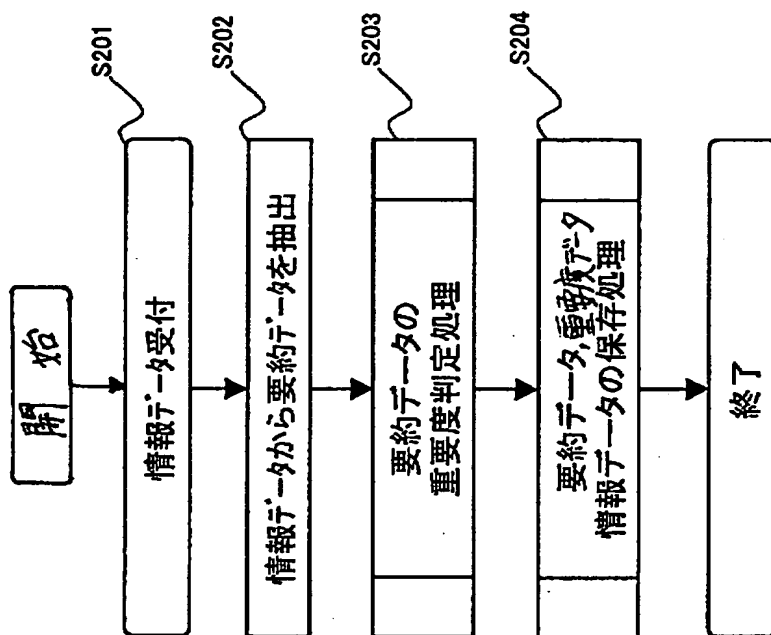 開始
S201
情報データ受付
S202
情報データから要約データを抽出
S203
要約データの
重要度判定処理
S204
要約データ,重要度データ
情報データの保存処理
終了